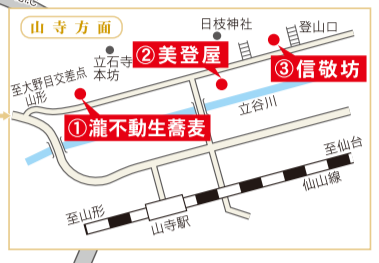 山寺方面
日枝神社
登山口
②美登屋
③信敬坊
立石寺
本坊
至大野目交差点
山形
①瀧不動生蕎麦
立谷川
至仙台
仙山線
至山形
山寺駅